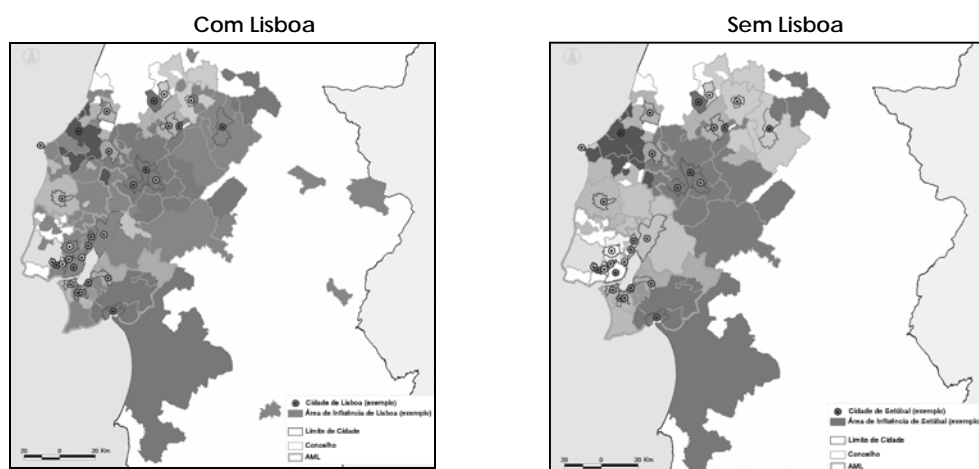 Com Lisboa
Sem Lisboa
Cidade de Lisboa (exemplo)
Área de Influência de Lisboa (exemplo)
Limite de Cidade
Concelho
AML
20 0 20 Km
Cidade de Setúbal (exemplo)
Área de Influência de Setúbal (exemplo)
Limite de Cidade
Concelho
AML
20 0 20 Km